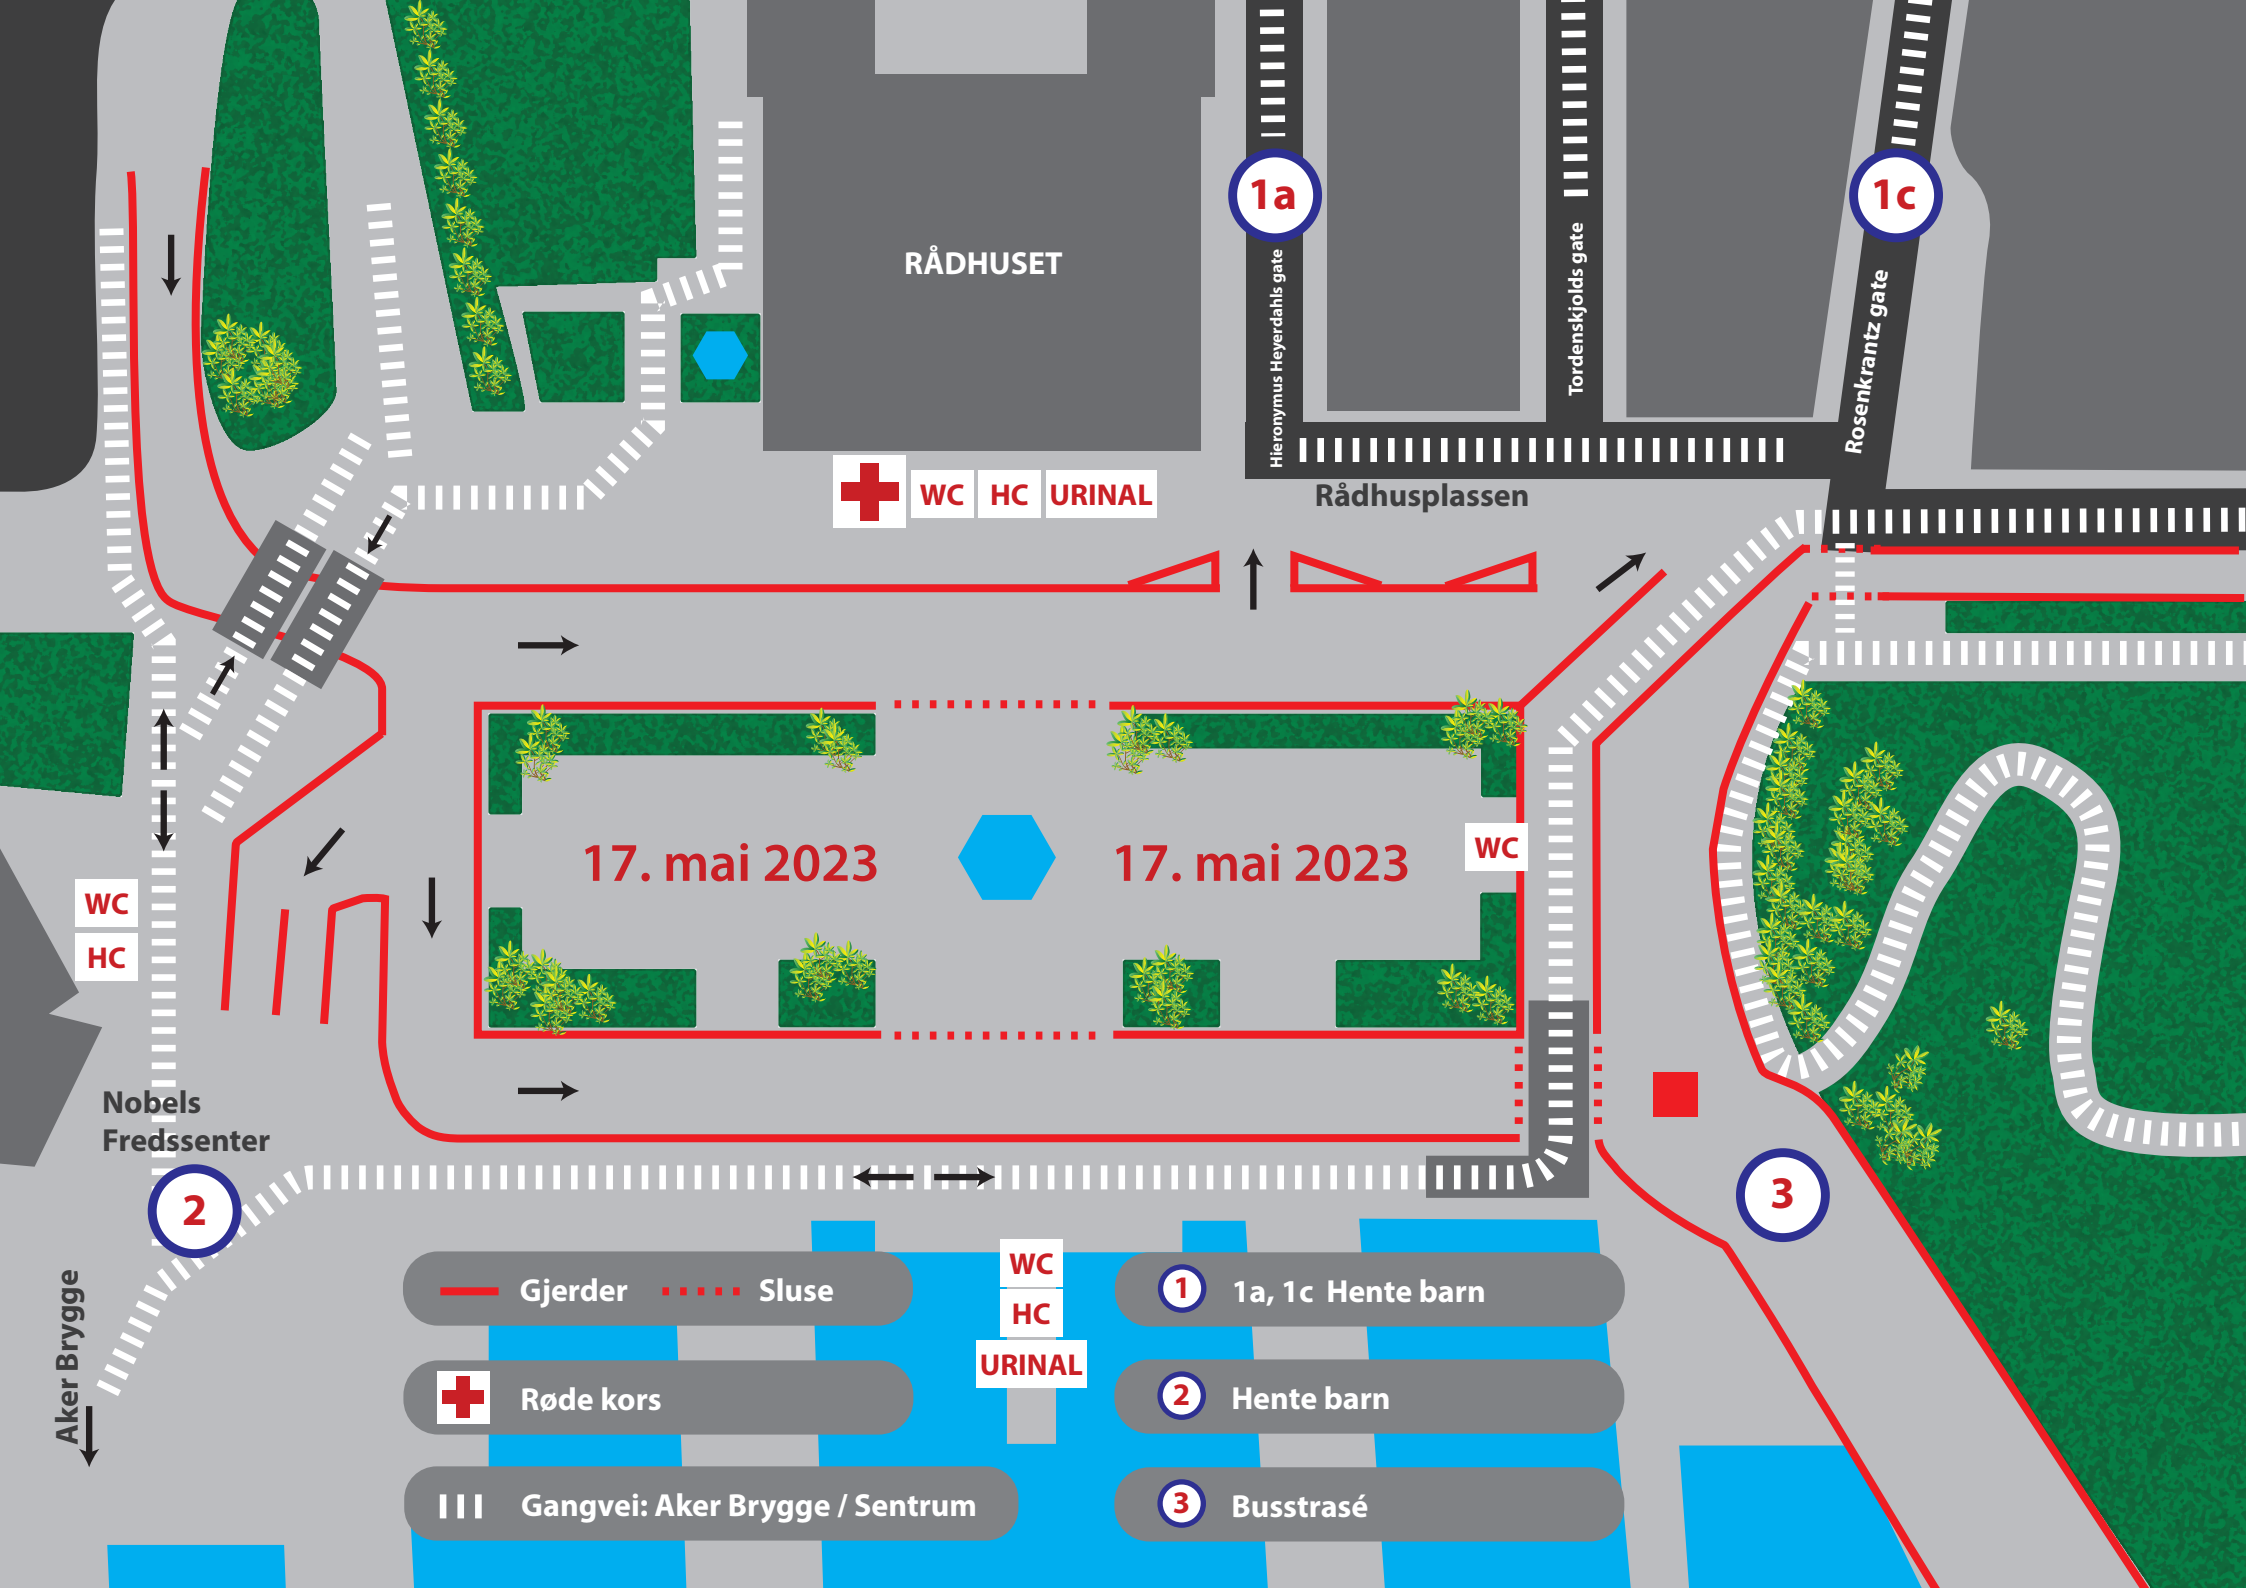 1a
1c
RÅDHUSET
Hieronymus Heyerdahls gate
Tordenskjolds gate
Rosenkrantz gate
WC
HC
URINAL
Rådhusplassen
17. mai 2023
17. mai 2023
WC
WC
HC
Nobels
Fredssenter
2
3
Aker Brygge
WC
HC
URINAL
Gjerder
Sluse
Røde kors
Gangvei: Aker Brygge / Sentrum
1
1a, 1c Hente barn
2
Hente barn
3
Busstrasé